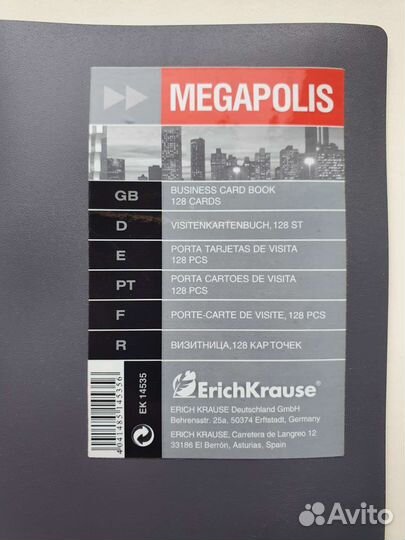 MEGAPOLIS
GB
BUSINESS CARD BOOK
128 CARDS
D
VISITENKARTENBUCH, 128 ST
E
PORTA TARJETAS DE VISITA
128 PCS
PT
PORTA CARTOES DE VISITA
128 PCS
F
PORTE-CARTE DE VISITE, 128 PCS
R
ВИЗИТНИЦА,128 КАРТОЧЕК
4041485145356
EK 14535
ErichKrause®
ERICH KRAUSE Deutschland GmbH
Behrensstr. 25a, 50374 Erftstadt, Germany
ERICH KRAUSE, Carretera de Langreo 12
33186 El Berrón, Asturias, Spain
Avito